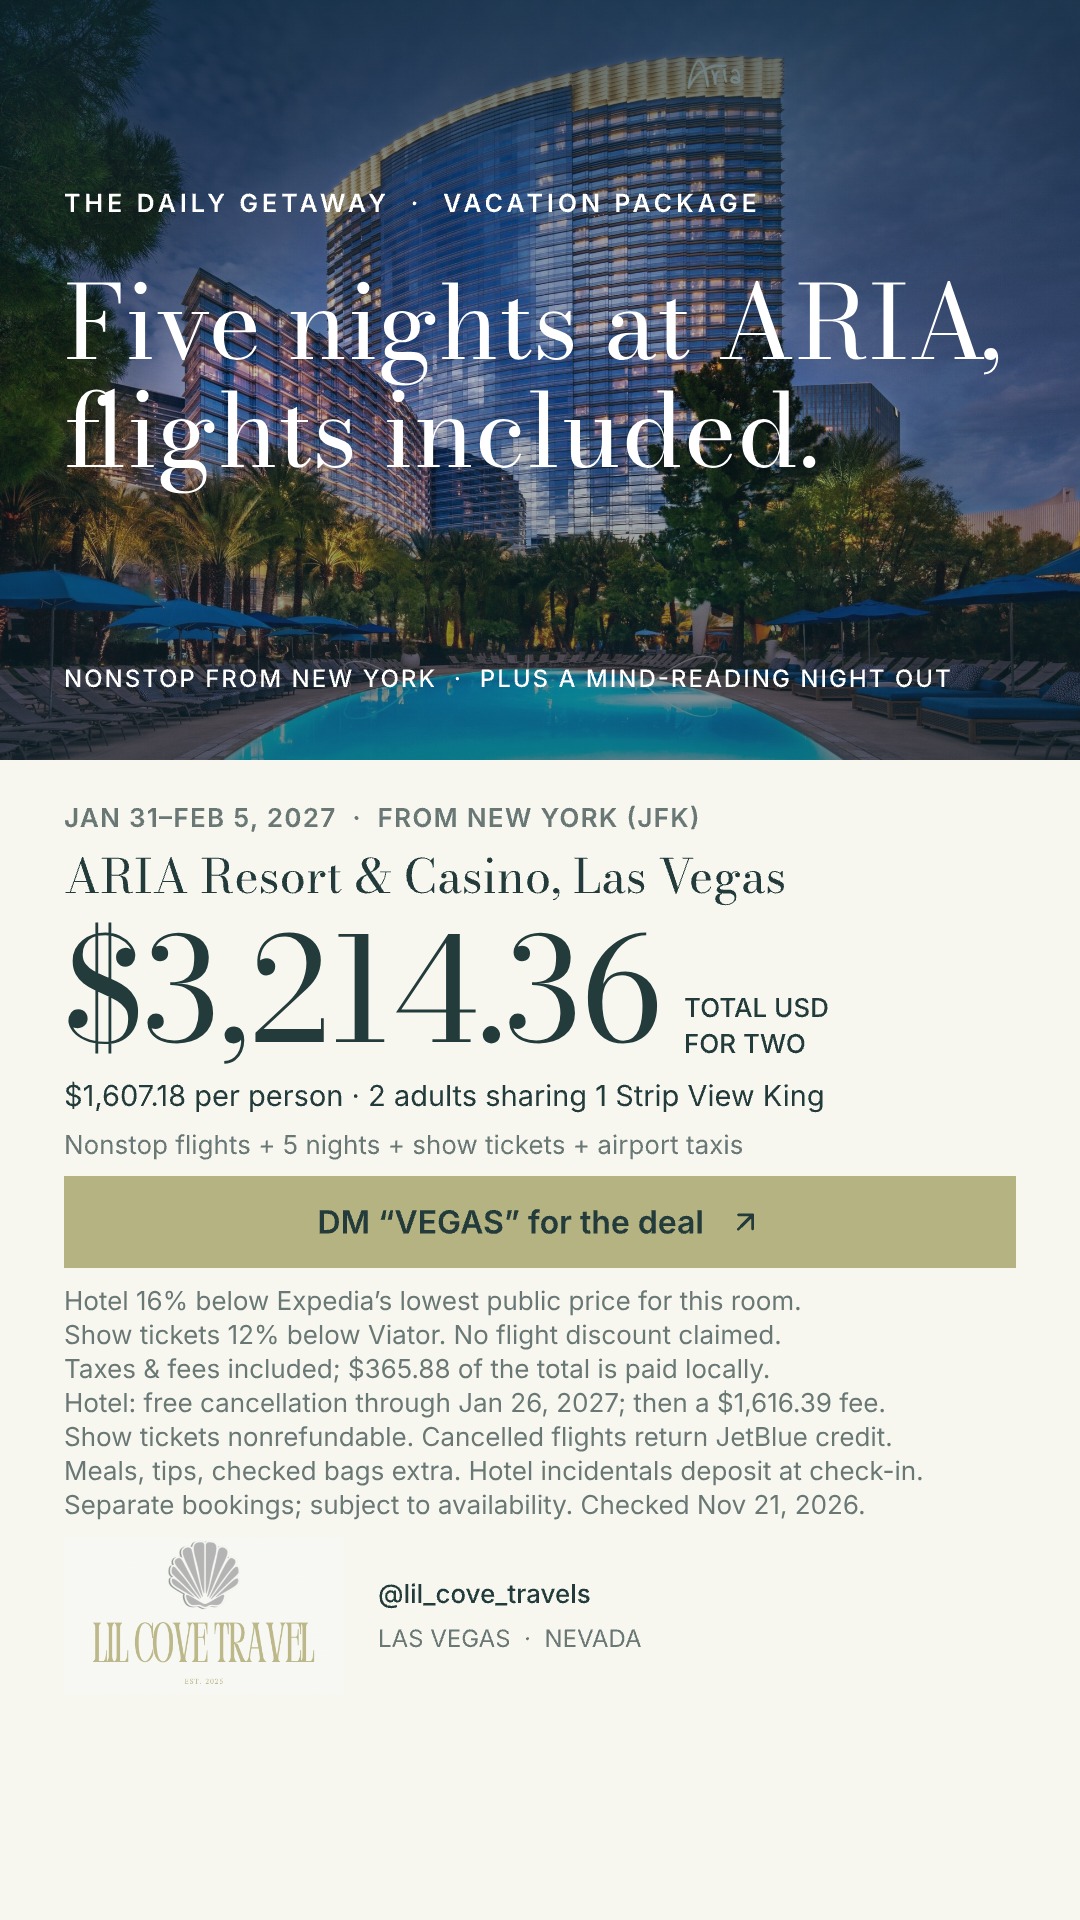 Aria
THE DAILY GETAWAY · VACATION PACKAGE
Five nights at ARIA,
flights included.
NONSTOP FROM NEW YORK · PLUS A MIND-READING NIGHT OUT
JAN 31–FEB 5, 2027 · FROM NEW YORK (JFK)
ARIA Resort & Casino, Las Vegas
$3,214.36 TOTAL USD
FOR TWO
$1,607.18 per person · 2 adults sharing 1 Strip View King
Nonstop flights + 5 nights + show tickets + airport taxis
DM “VEGAS” for the deal ↗
Hotel 16% below Expedia’s lowest public price for this room.
Show tickets 12% below Viator. No flight discount claimed.
Taxes & fees included; $365.88 of the total is paid locally.
Hotel: free cancellation through Jan 26, 2027; then a $1,616.39 fee.
Show tickets nonrefundable. Cancelled flights return JetBlue credit.
Meals, tips, checked bags extra. Hotel incidentals deposit at check-in.
Separate bookings; subject to availability. Checked Nov 21, 2026.
LIL COVE TRAVEL
EST. 2025
@lil_cove_travels
LAS VEGAS · NEVADA